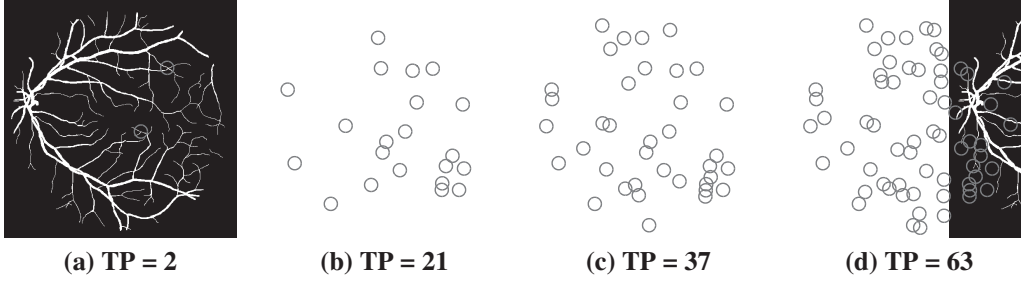 (a) TP = 2
(b) TP = 21
(c) TP = 37
(d) TP = 63